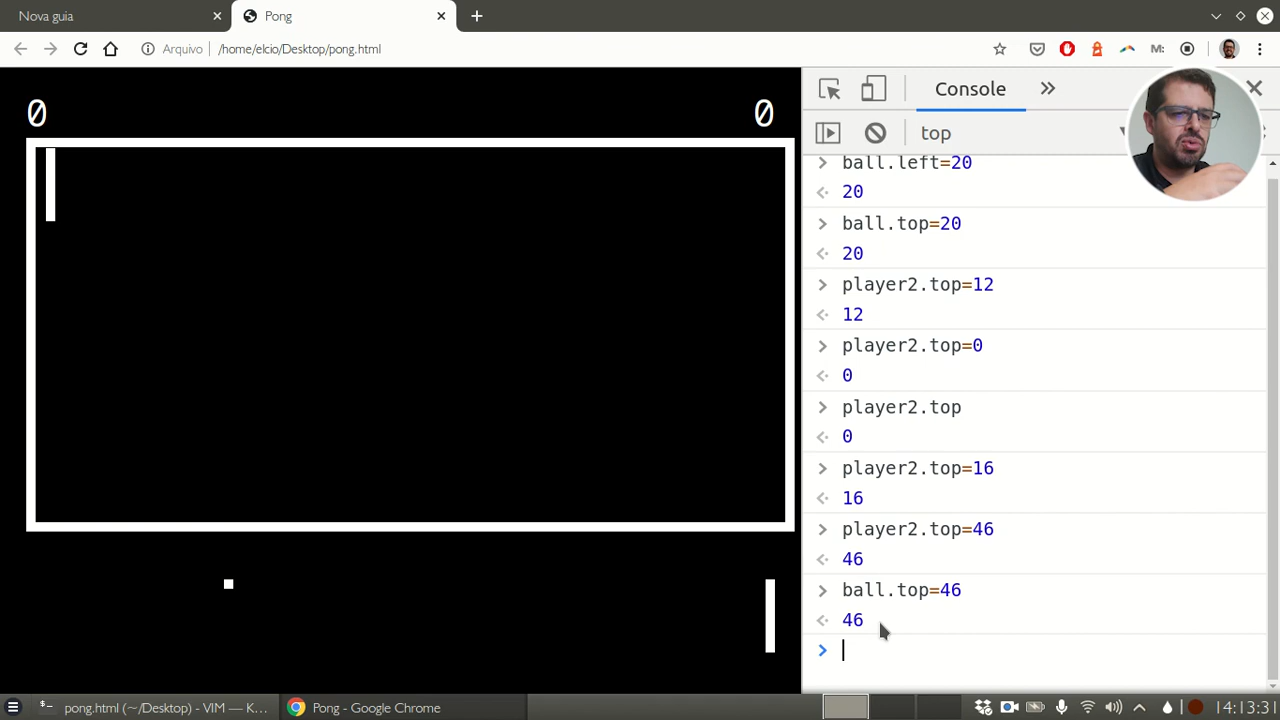 Nova guia
Pong
Arquivo
/home/elcio/Desktop/pong.html
M:
0
0
Console
top
ball.left=20
20
ball.top=20
20
player2.top=12
12
player2.top=0
0
player2.top
0
player2.top=16
16
player2.top=46
46
ball.top=46
46
pong.html (~/Desktop) - VIM — K...
Pong - Google Chrome
14:13:31